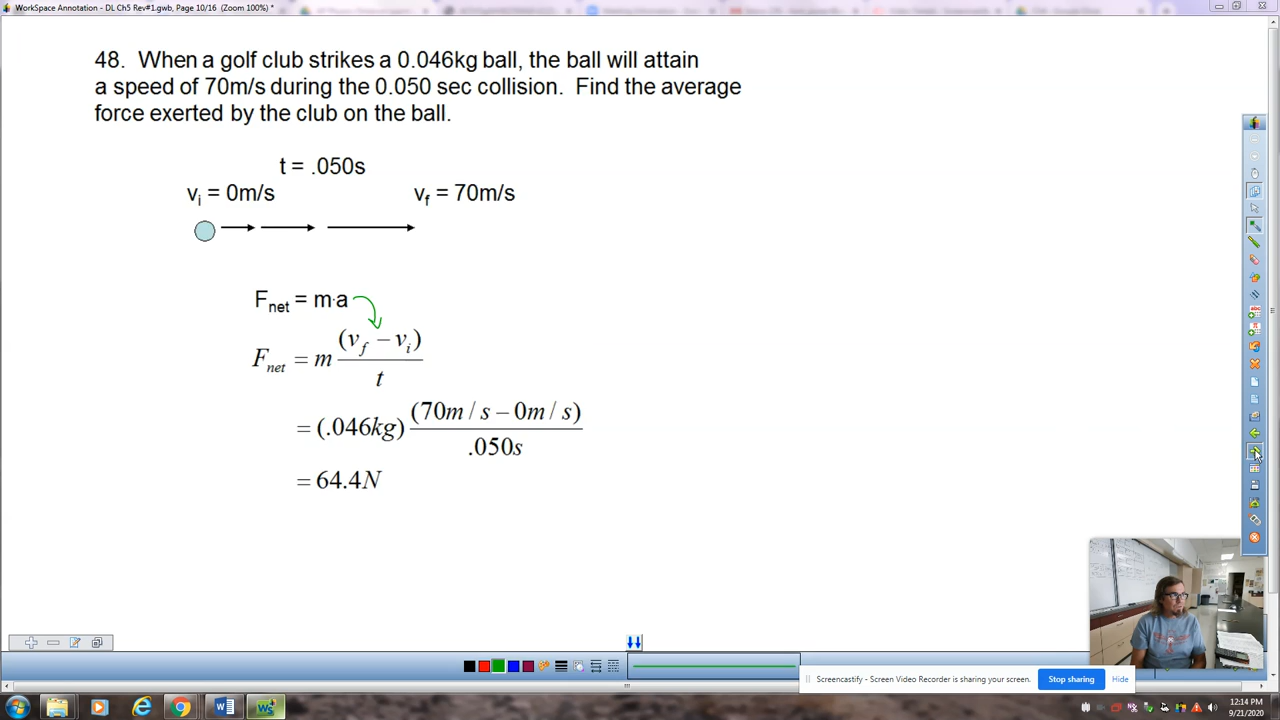 WorkSpace Annotation - DL Ch5 Rev#1.gwb, Page 10/16 (Zoom 100%) *
48. When a golf club strikes a 0.046kg ball, the ball will attain
a speed of 70m/s during the 0.050 sec collision. Find the average
force exerted by the club on the ball.
t = .050s
vi = 0m/s vf = 70m/s
Fnet = m·a
Fnet = m (vf − vi) / t
= (.046kg) (70m / s − 0m / s) / .050s
= 64.4N
Screencastify - Screen Video Recorder is sharing your screen. Stop sharing Hide
12:14 PM
9/21/2020